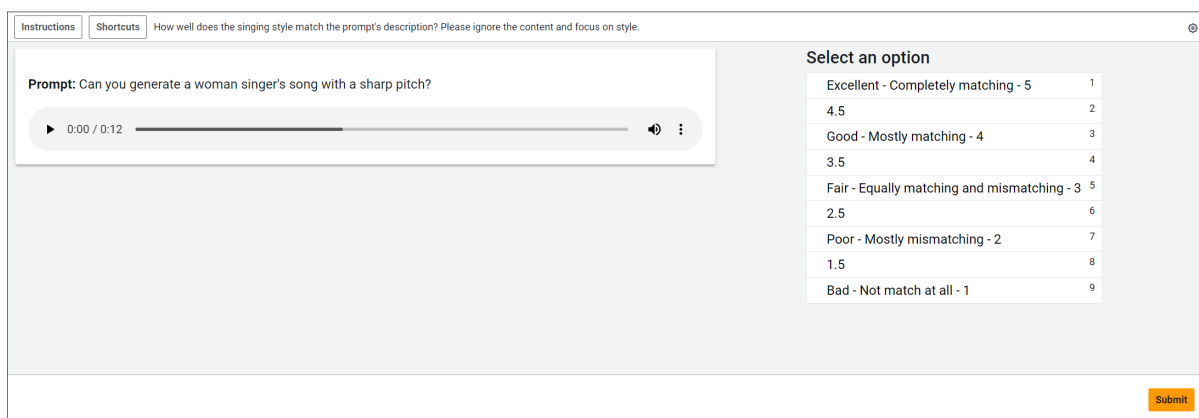 Instructions Shortcuts How well does the singing style match the prompt's description? Please ignore the content and focus on style.
Prompt: Can you generate a woman singer's song with a sharp pitch?
0:00 / 0:12
Select an option
Excellent - Completely matching - 5 1
4.5 2
Good - Mostly matching - 4 3
3.5 4
Fair - Equally matching and mismatching - 3 5
2.5 6
Poor - Mostly mismatching - 2 7
1.5 8
Bad - Not match at all - 1 9
Submit